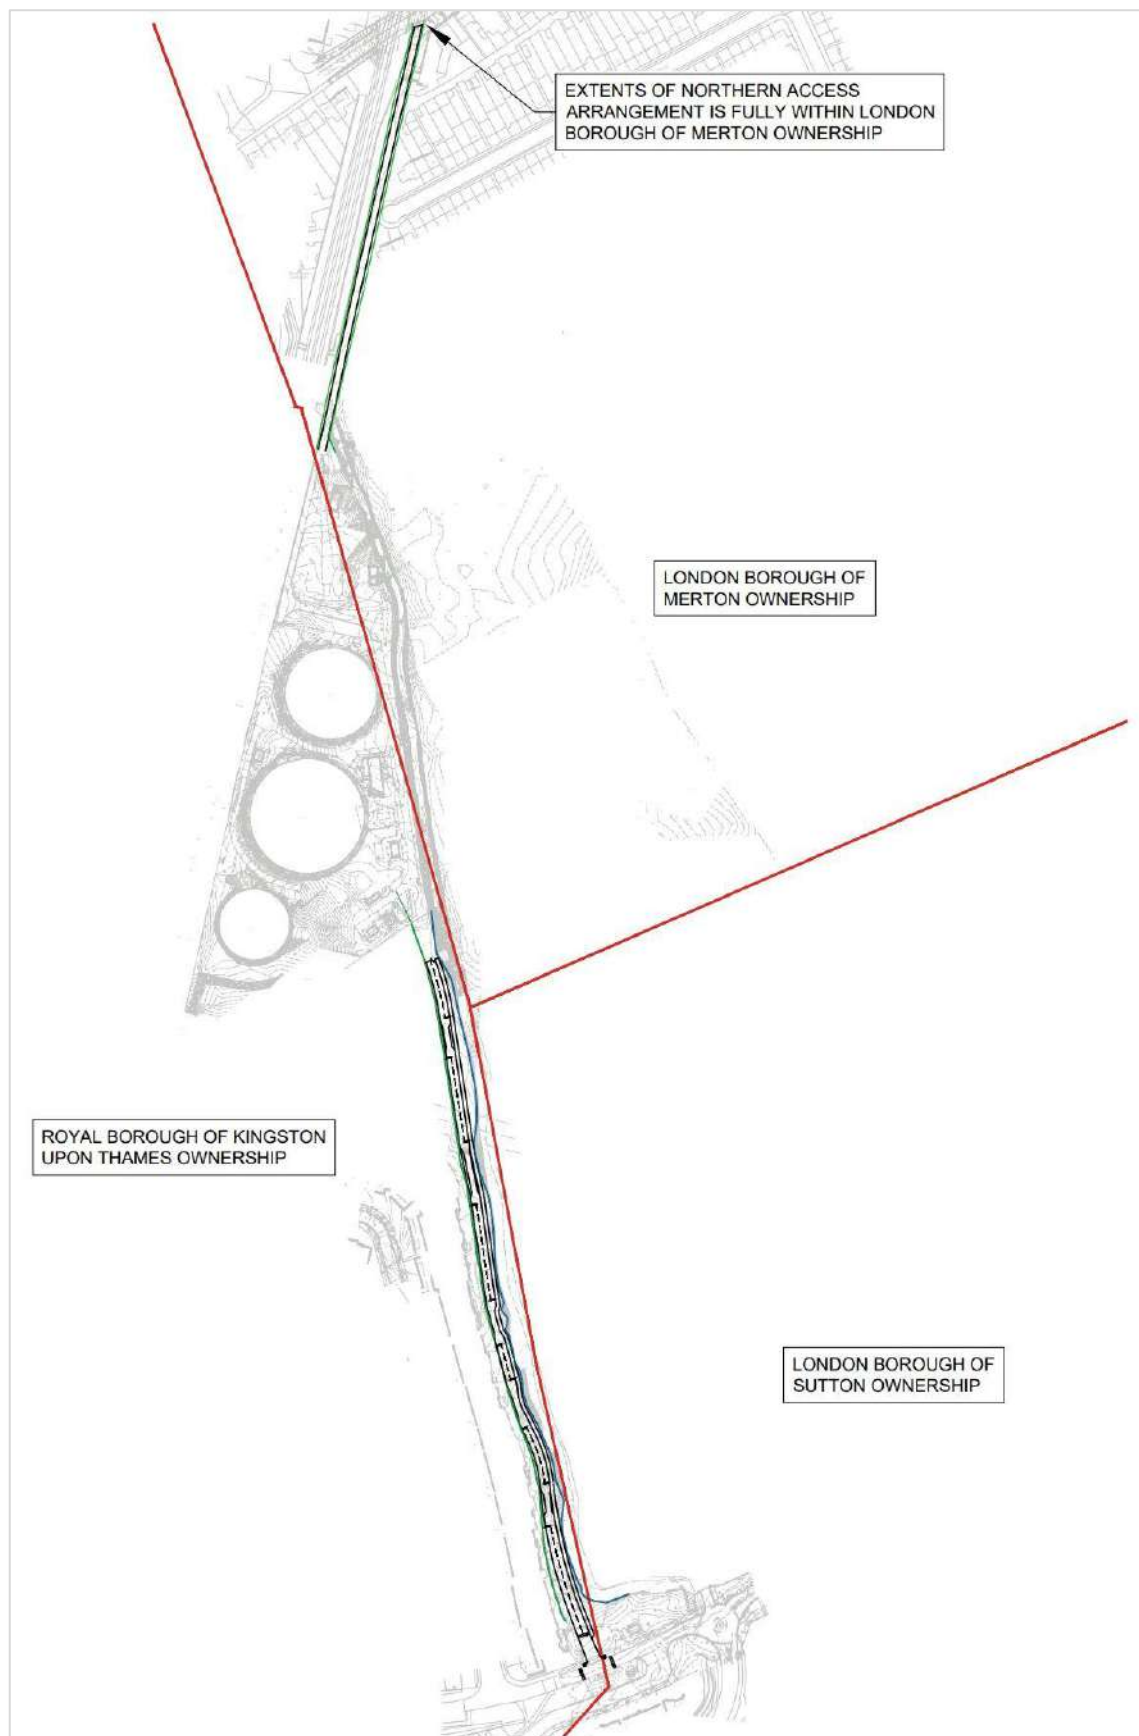 EXTENTS OF NORTHERN ACCESS
ARRANGEMENT IS FULLY WITHIN LONDON
BOROUGH OF MERTON OWNERSHIP
LONDON BOROUGH OF
MERTON OWNERSHIP
ROYAL BOROUGH OF KINGSTON
UPON THAMES OWNERSHIP
LONDON BOROUGH OF
SUTTON OWNERSHIP